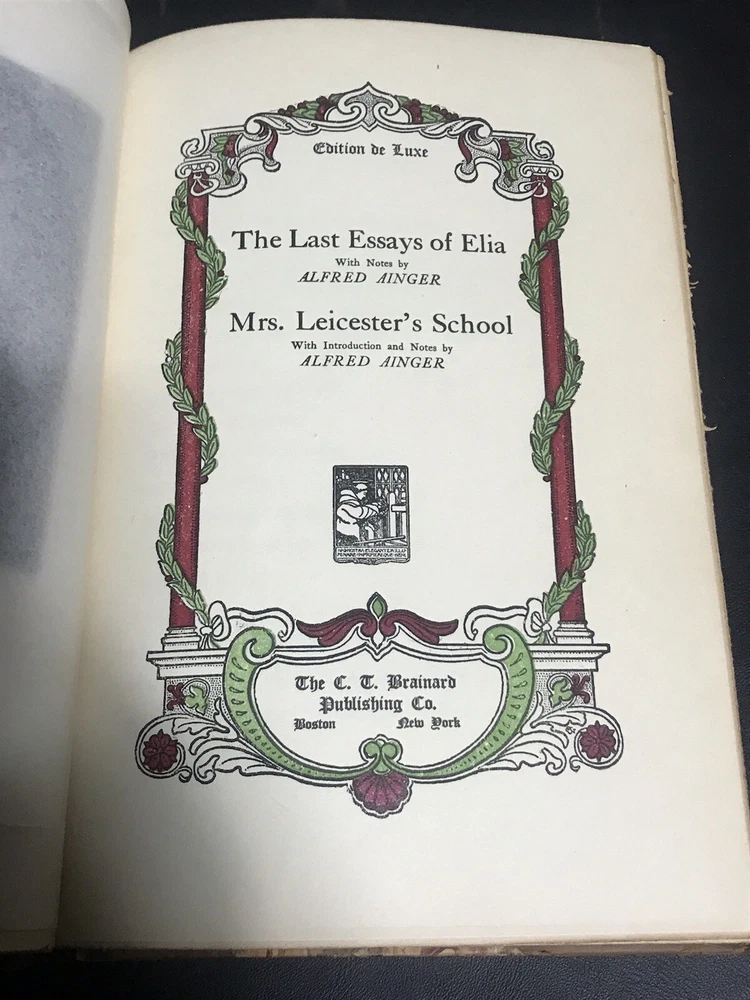 Edition de Luxe
The Last Essays of Elia
With Notes by
ALFRED AINGER
Mrs. Leicester's School
With Introduction and Notes by
ALFRED AINGER
The C. T. Brainard
Publishing Co.
Boston New York